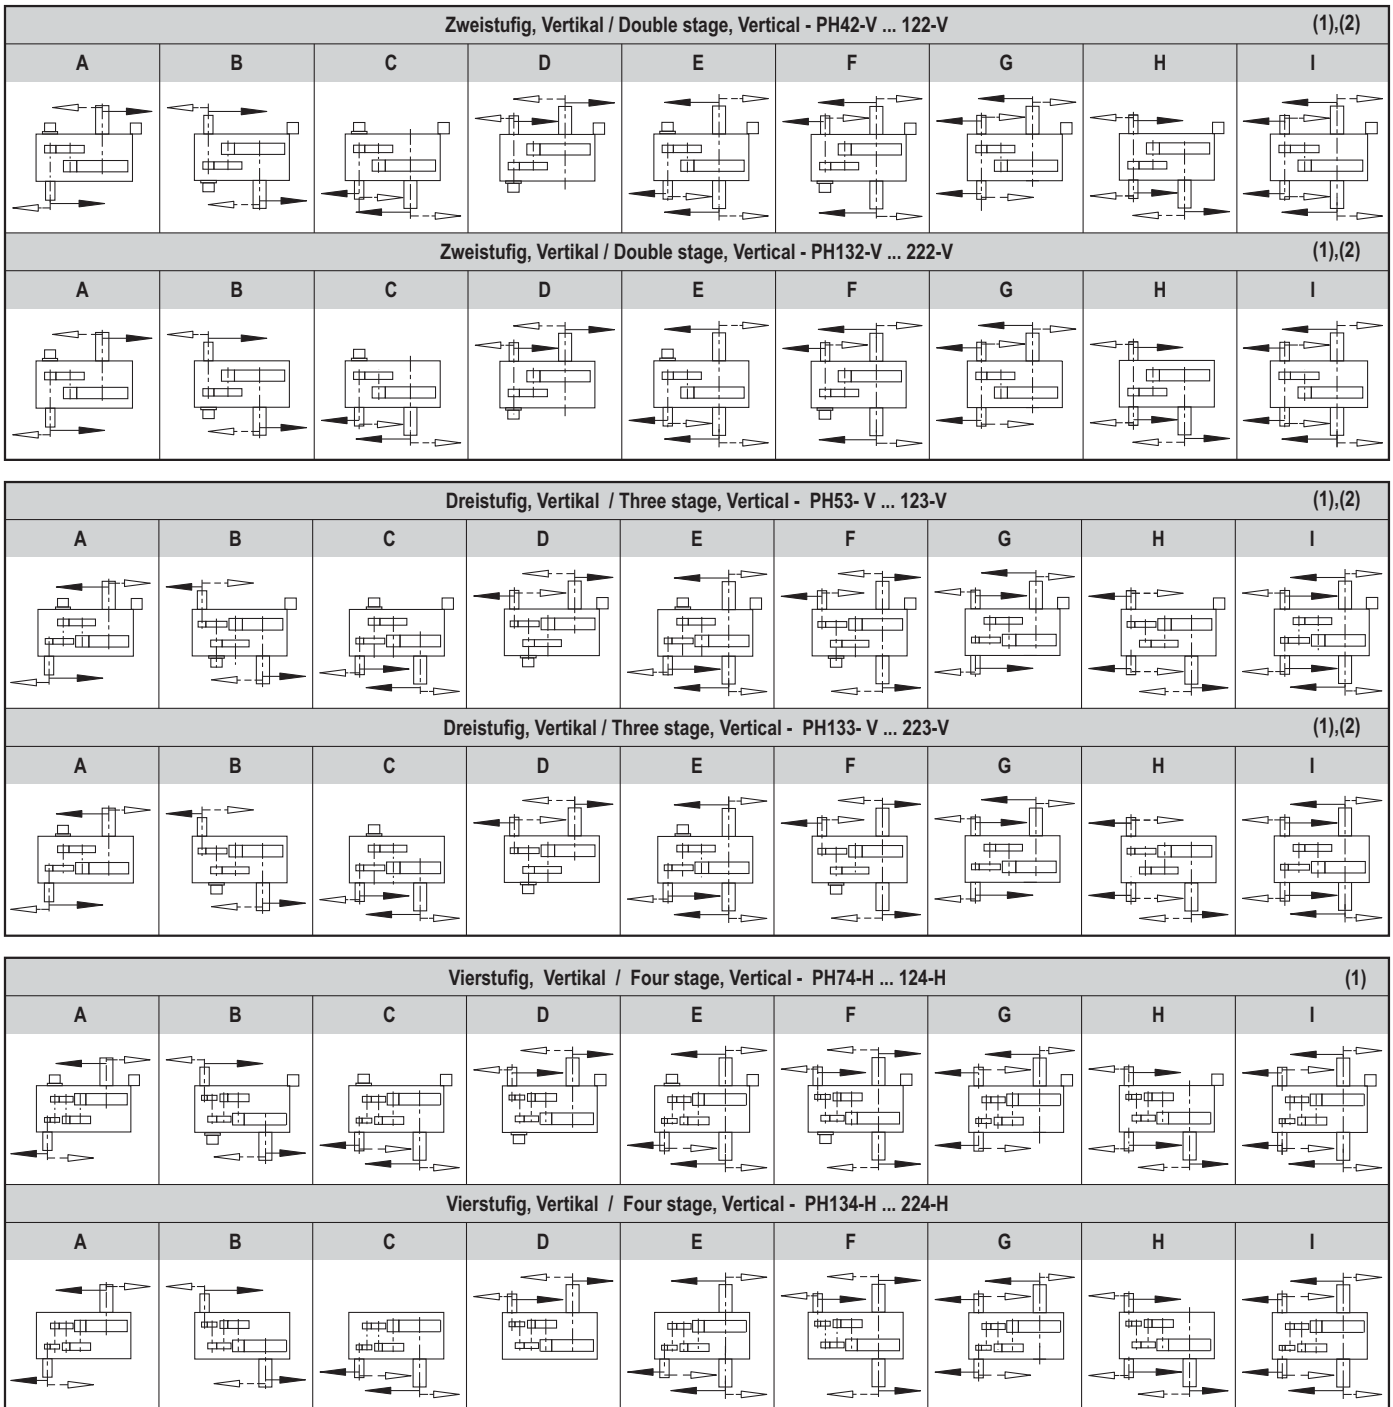 Zweistufig, Vertikal / Double stage, Vertical - PH42-V ... 122-V (1),(2)
A B C D E F G H I
Zweistufig, Vertikal / Double stage, Vertical - PH132-V ... 222-V (1),(2)
A B C D E F G H I
Dreistufig, Vertikal / Three stage, Vertical - PH53- V ... 123-V (1),(2)
A B C D E F G H I
Dreistufig, Vertikal / Three stage, Vertical - PH133- V ... 223-V (1),(2)
A B C D E F G H I
Vierstufig, Vertikal / Four stage, Vertical - PH74-H ... 124-H (1)
A B C D E F G H I
Vierstufig, Vertikal / Four stage, Vertical - PH134-H ... 224-H
A B C D E F G H I